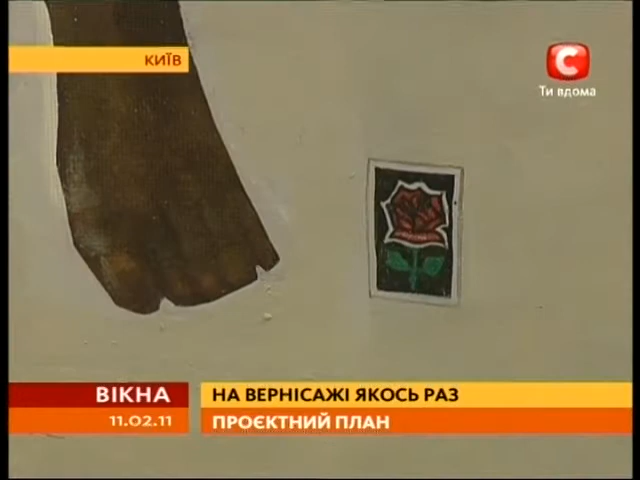 КИЇВ
Ти вдома
ВІКНА
11.02.11
НА ВЕРНІСАЖІ ЯКОСЬ РАЗ
ПРОЄКТНИЙ ПЛАН